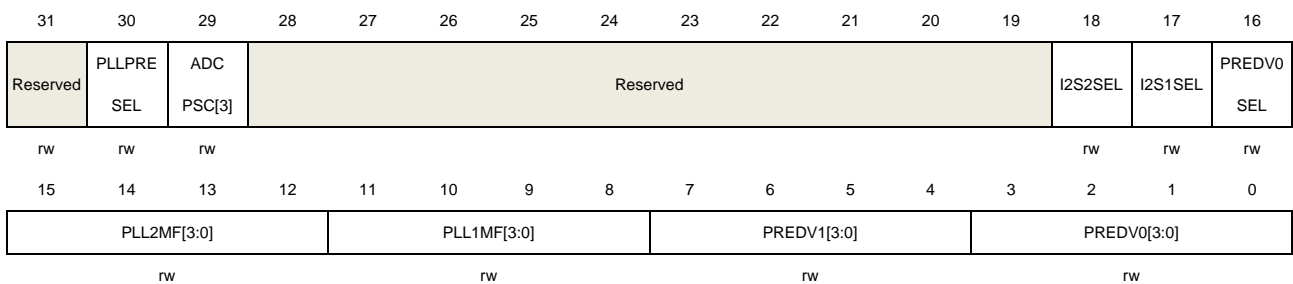 31 30 29 28 27 26 25 24 23 22 21 20 19 18 17 16
Reserved PLLPRE SEL ADC PSC[3] Reserved I2S2SEL I2S1SEL PREDV0 SEL
rw rw rw rw rw rw
15 14 13 12 11 10 9 8 7 6 5 4 3 2 1 0
PLL2MF[3:0] PLL1MF[3:0] PREDV1[3:0] PREDV0[3:0]
rw rw rw rw